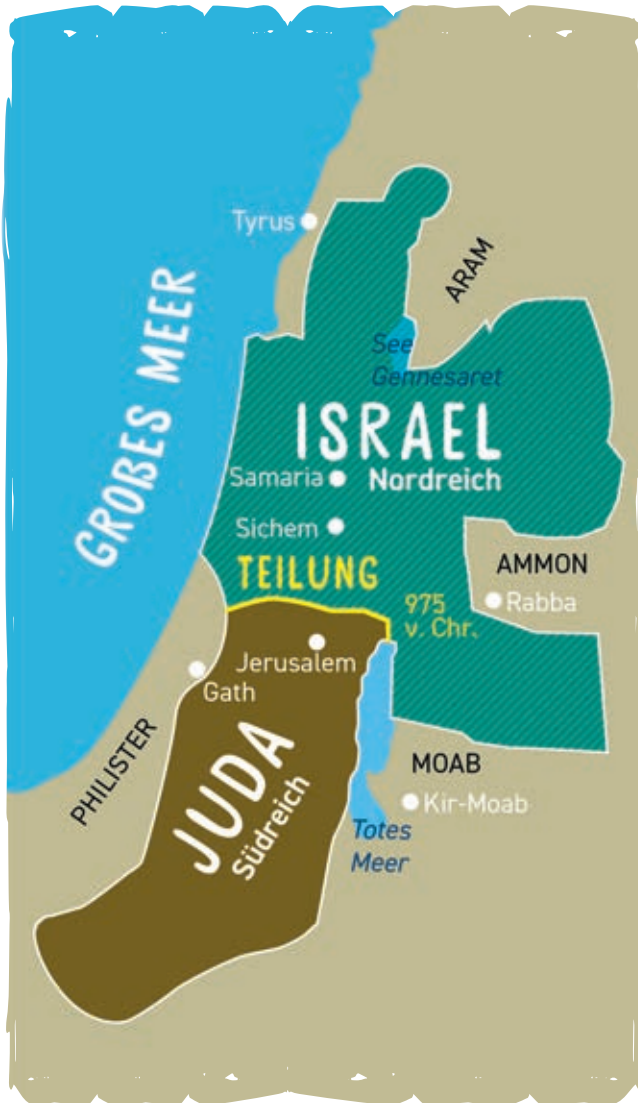 Tyrus
ARAM
GROßES MEER
See
Gennesaret
ISRAEL
Samaria
Nordreich
Sichem
TEILUNG
AMMON
975
v. Chr.
Rabba
Jerusalem
Gath
PHILISTER
JUDA
Südreich
MOAB
Kir-Moab
Totes
Meer